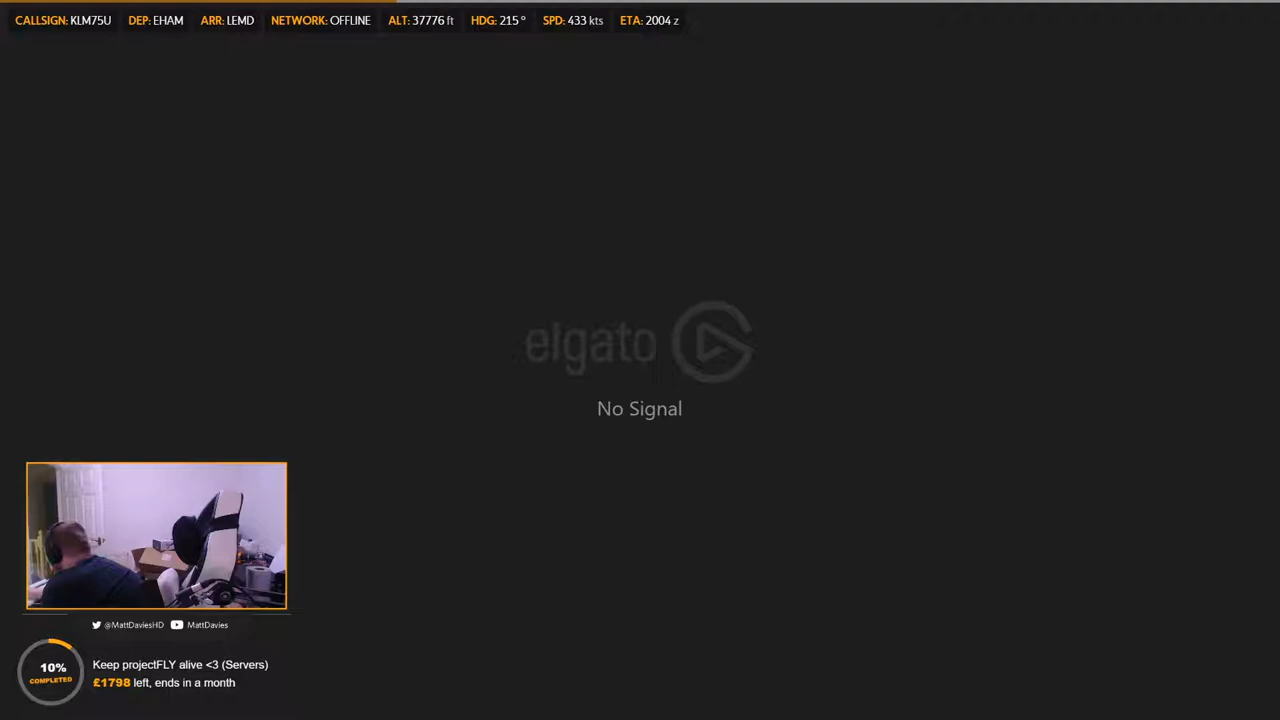 CALLSIGN: KLM75U DEP: EHAM ARR: LEMD NETWORK: OFFLINE ALT: 37776 ft HDG: 215 º SPD: 433 kts ETA: 2004 z
elgato
No Signal
@MattDaviesHD MattDavies
10%
COMPLETED
Keep projectFLY alive <3 (Servers)
£1798 left, ends in a month